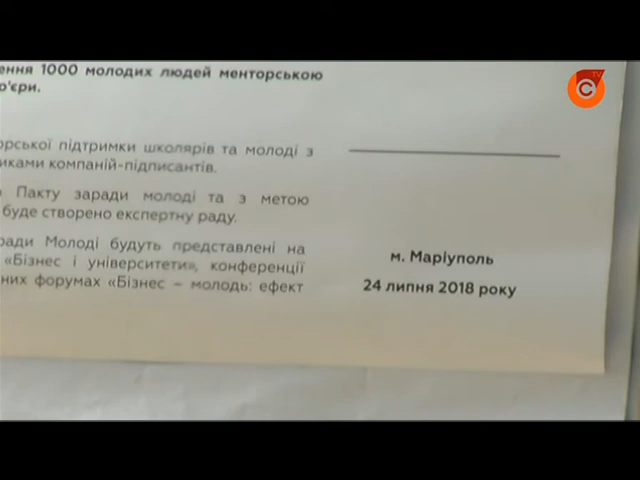 ення 1000 молодих людей менторською
р'єри.
орської підтримки школярів та молоді з
иками компаній-підписантів.
Пакту заради молоді та з метою
буде створено експертну раду.
ради Молоді будуть представлені на
«Бізнес і університети», конференції
них форумах «Бізнес – молодь: ефект
м. Маріуполь
24 липня 2018 року
TV
C